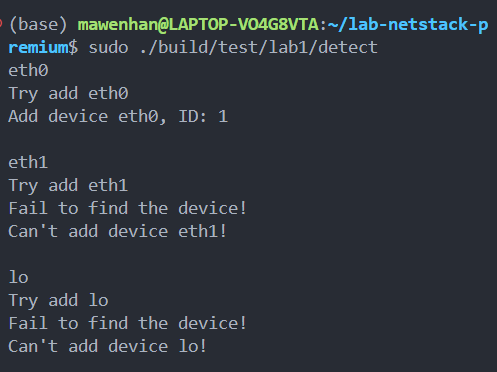 (base) mawenhan@LAPTOP-VO4G8VTA:~/lab-netstack-p
remium$ sudo ./build/test/lab1/detect
eth0
Try add eth0
Add device eth0, ID: 1
eth1
Try add eth1
Fail to find the device!
Can't add device eth1!
lo
Try add lo
Fail to find the device!
Can't add device lo!